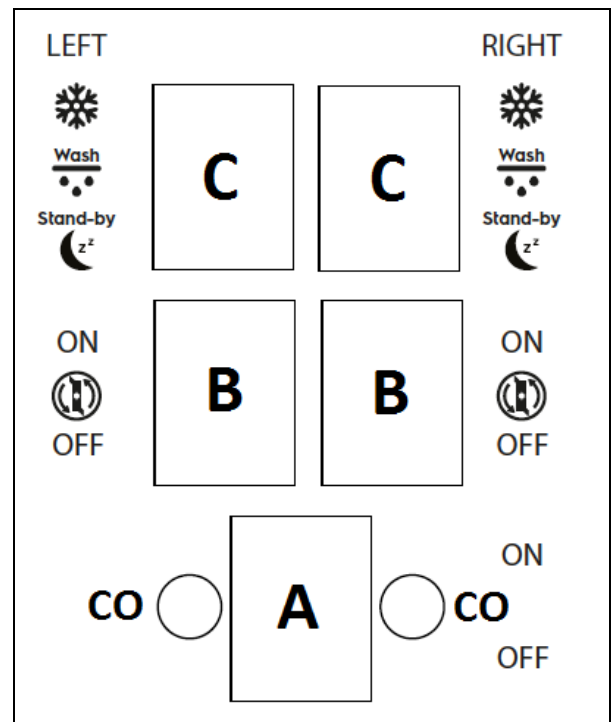 LEFT RIGHT
Wash C C Wash
Stand-by Stand-by
z z z z
ON ON
B B
OFF OFF
ON
CO A CO
OFF